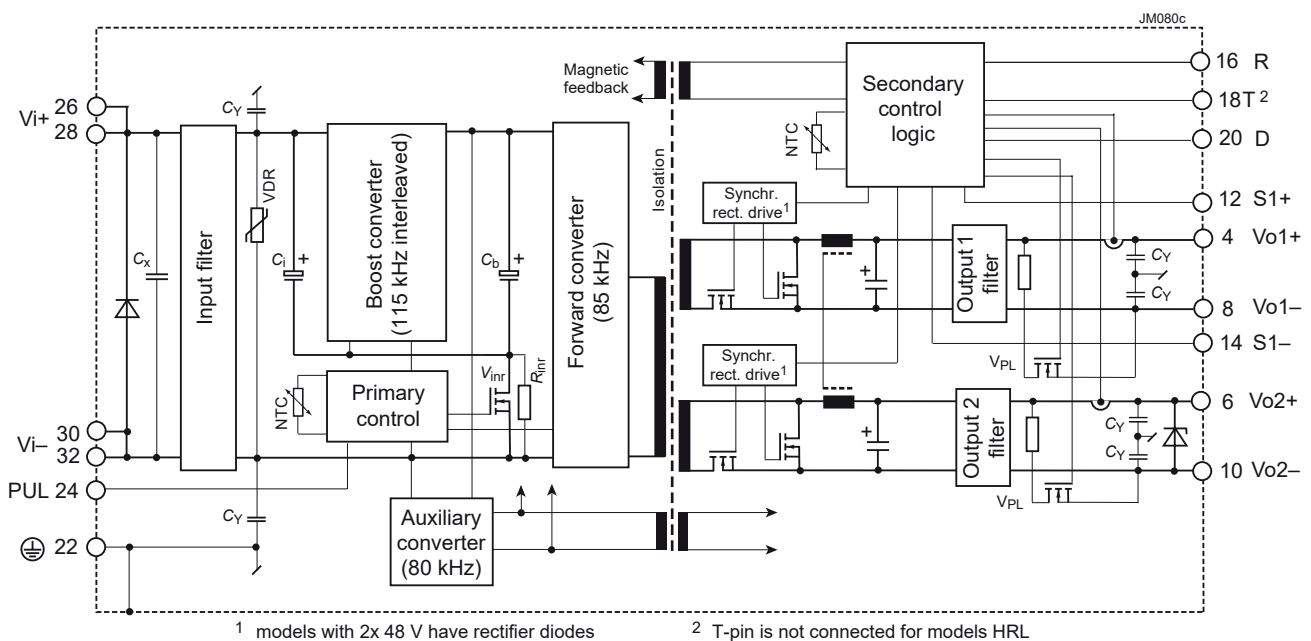 JM080c
Vi+
26
28
CY
Cx
Input filter
VDR
Ci
+
Boost converter
(115 kHz interleaved)
Cb
+
Forward converter
(85 kHz)
Magnetic
feedback
Isolation
NTC
Secondary
control
logic
Synchr.
rect. drive1
+
Output 1
filter
CY
CY
VPL
16 R
18T 2
20 D
12 S1+
4 Vo1+
8 Vo1–
14 S1–
NTC
Primary
control
Vinr
Rinr
Synchr.
rect. drive1
+
Output 2
filter
CY
CY
VPL
6 Vo2+
10 Vo2–
Vi–
30
32
PUL 24
22
CY
Auxiliary
converter
(80 kHz)
1 models with 2x 48 V have rectifier diodes
2 T-pin is not connected for models HRL